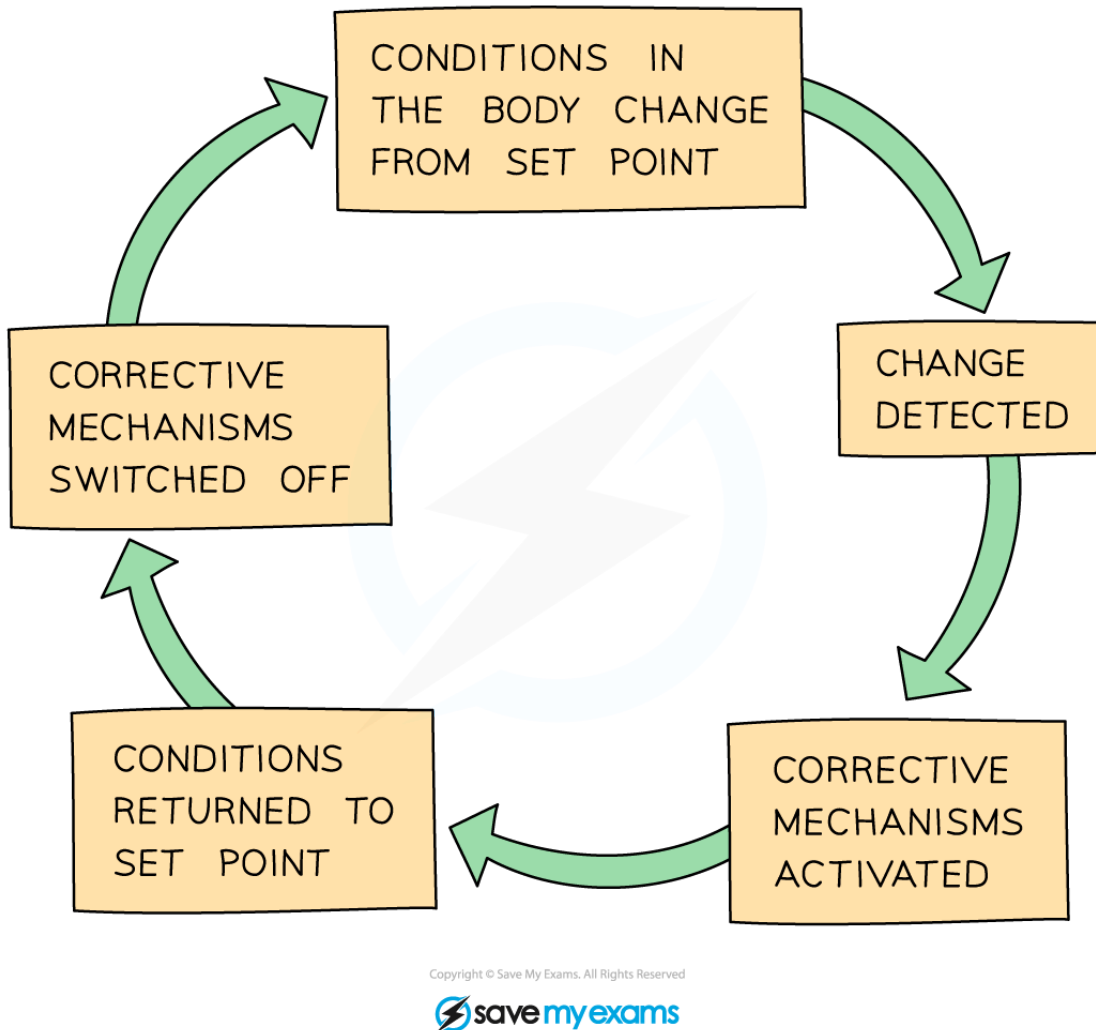 CONDITIONS IN
THE BODY CHANGE
FROM SET POINT
CHANGE
DETECTED
CORRECTIVE
MECHANISMS
ACTIVATED
CONDITIONS
RETURNED TO
SET POINT
CORRECTIVE
MECHANISMS
SWITCHED OFF
Copyright © Save My Exams. All Rights Reserved
save my exams